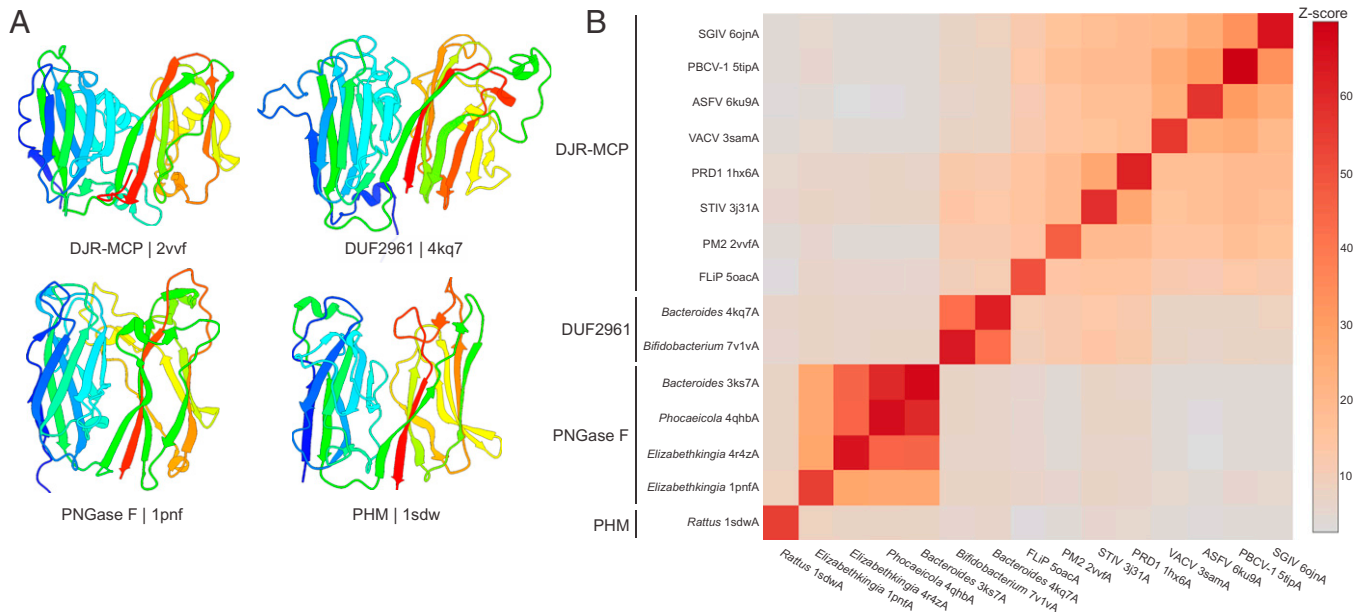 A
DJR-MCP | 2vvf
DUF2961 | 4kq7
PNGase F | 1pnf
PHM | 1sdw
B
Z-score
DJR-MCP
DUF2961
PNGase F
PHM
SGIV 6ojnA
PBCV-1 5tipA
ASFV 6ku9A
VACV 3samA
PRD1 1hx6A
STIV 3j31A
PM2 2vvfA
FLiP 5oacA
Bacteroides 4kq7A
Bifidobacterium 7v1vA
Bacteroides 3ks7A
Phocaeicola 4qhbA
Elizabethkingia 4r4zA
Elizabethkingia 1pnfA
Rattus 1sdwA
60
50
40
30
20
10
Rattus 1sdwA
Elizabethkingia 1pnfA
Elizabethkingia 4r4zA
Phocaeicola 4qhbA
Bacteroides 3ks7A
Bifidobacterium 7v1vA
Bacteroides 4kq7A
FLiP 5oacA
PM2 2vvfA
STIV 3j31A
PRD1 1hx6A
VACV 3samA
ASFV 6ku9A
PBCV-1 5tipA
SGIV 6ojnA